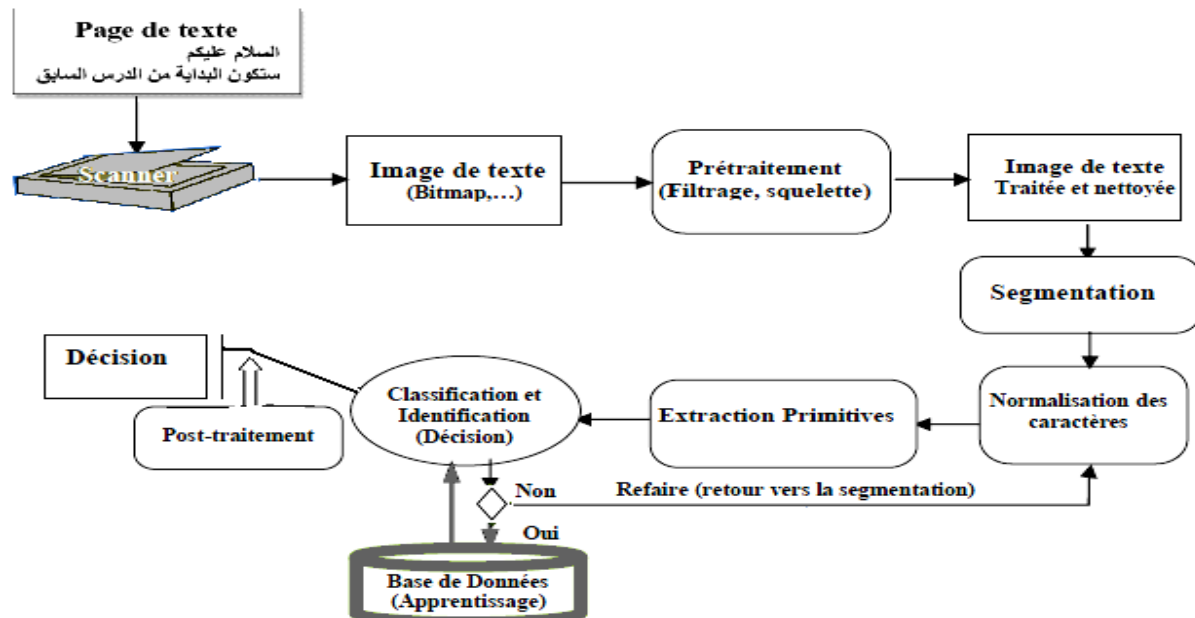 Page de texte
السلام عليكم
ستكون البداية من الدرس السابق
Scanner
Image de texte
(Bitmap,…)
Prétraitement
(Filtrage, squelette)
Image de texte
Traitée et nettoyée
Segmentation
Normalisation des
caractères
Extraction Primitives
Classification et
Identification
(Décision)
Décision
Post-traitement
Non
Refaire (retour vers la segmentation)
Oui
Base de Données
(Apprentissage)